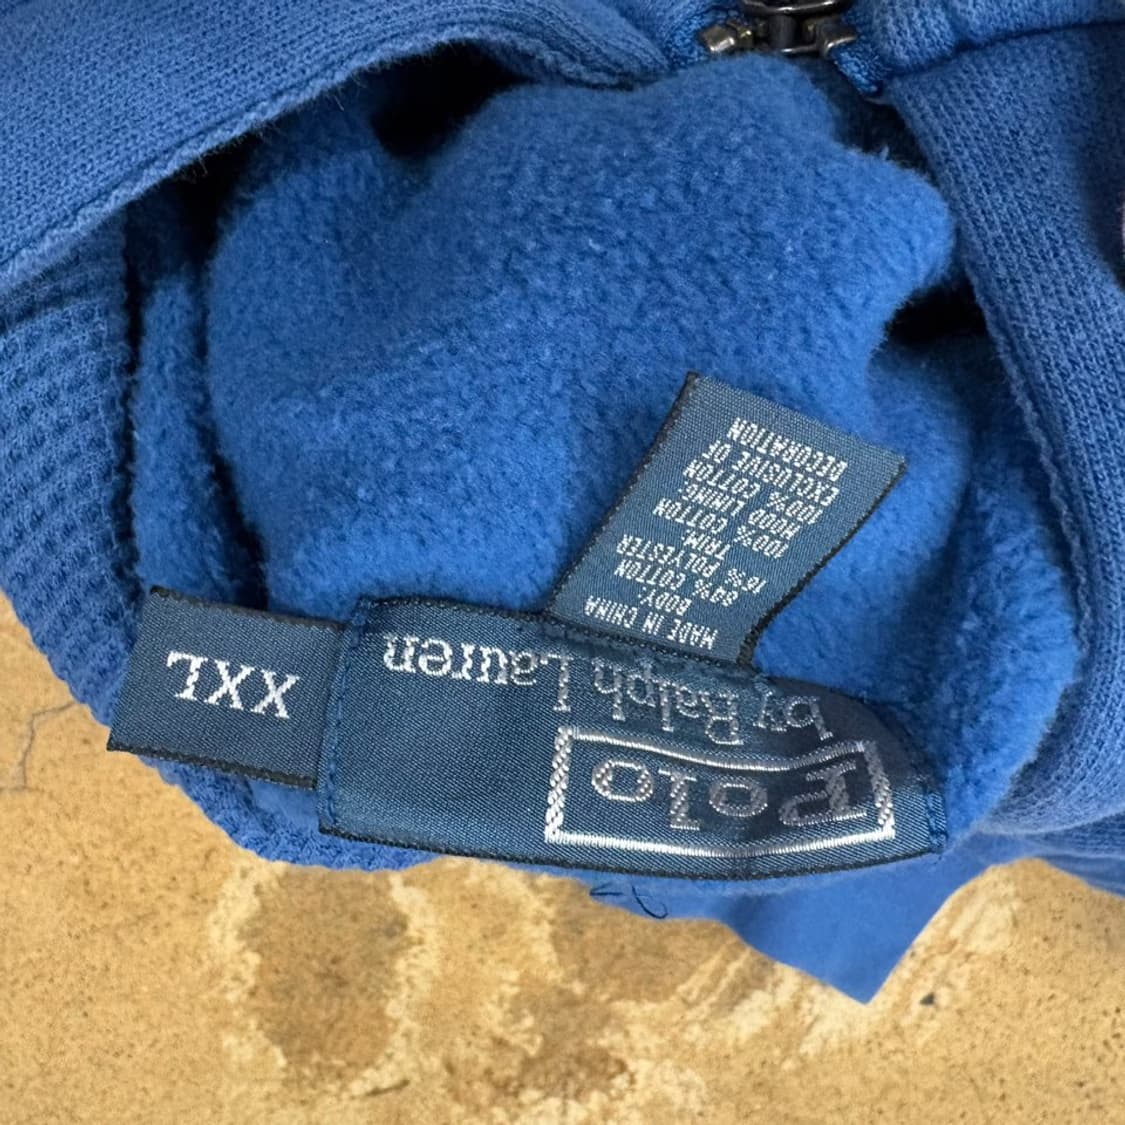 Polo
by Ralph Lauren
XXL
MADE IN CHINA
BODY:
84% COTTON
16% POLYESTER
TRIM:
100% COTTON
HOOD LINING:
100% COTTON
EXCLUSIVE OF
DECORATION